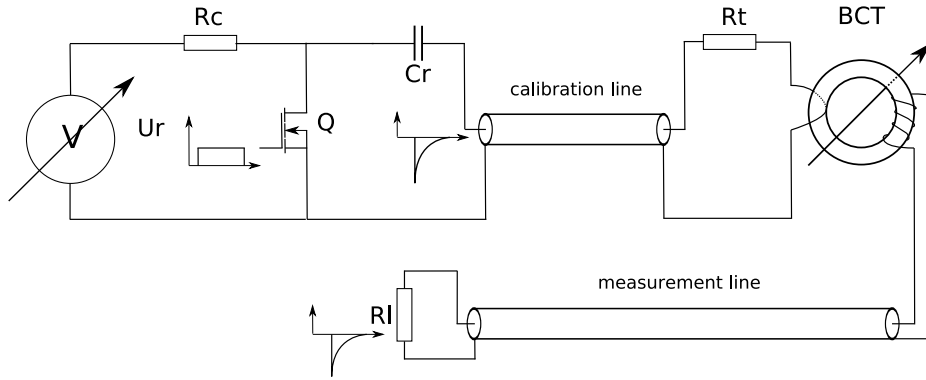 Rc
Rt
BCT
Cr
V
Ur
Q
calibration line
measurement line
Rl